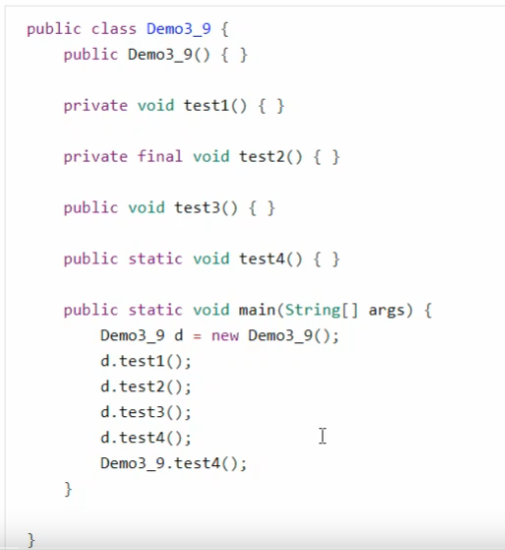 public class Demo3_9 {
    public Demo3_9() { }

    private void test1() { }

    private final void test2() { }

    public void test3() { }

    public static void test4() { }

    public static void main(String[] args) {
        Demo3_9 d = new Demo3_9();
        d.test1();
        d.test2();
        d.test3();
        d.test4();
        Demo3_9.test4();
    }

}